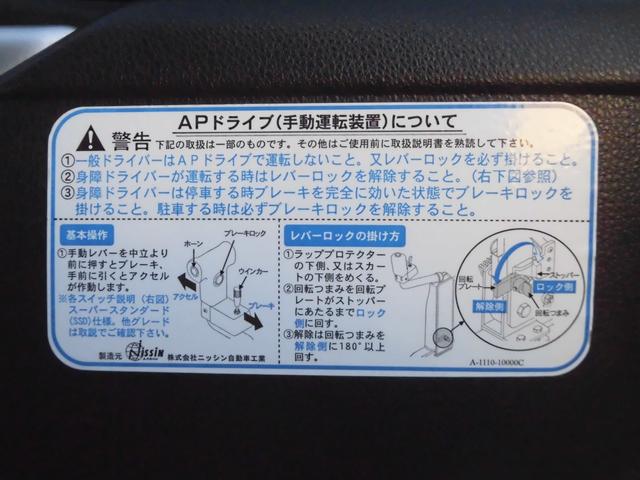 APドライブ(手動運転装置)について
警告 下記の取扱は一部のものです。その他はご使用前に取扱説明書を熟読して下さい。
①一般ドライバーはAPドライブで運転しないこと。又レバーロックを必ず掛けること。
②身障ドライバーが運転する時はレバーロックを解除すること。(右下図参照)
③身障ドライバーは停車する時ブレーキを完全に効いた状態でブレーキロックを
掛けること。駐車する時は必ずブレーキロックを解除すること。
基本操作
①手動レバーを中立より
前に押すとブレーキ、
手前に引くとアクセル
が作動します。
※各スイッチ説明(右図)
スーパースタンダード
(SSD)仕様。他グレード
は取説でご確認下さい。
ホーン
ブレーキロック
ウインカー
アクセル
ブレーキ
レバーロックの掛け方
①ラッププロテクター
の下側、又はスカート
の下側をめくる。
②回転つまみを回転プ
レートがストッパー
にあたるまでロック
側に回す。
③解除は回転つまみを
解除側に180°以上
回す。
回転
プレート
ストッパー
ロック側
解除側
回転つまみ
製造元 Nissin 株式会社ニッシン自動車工業
A-1110-10000C